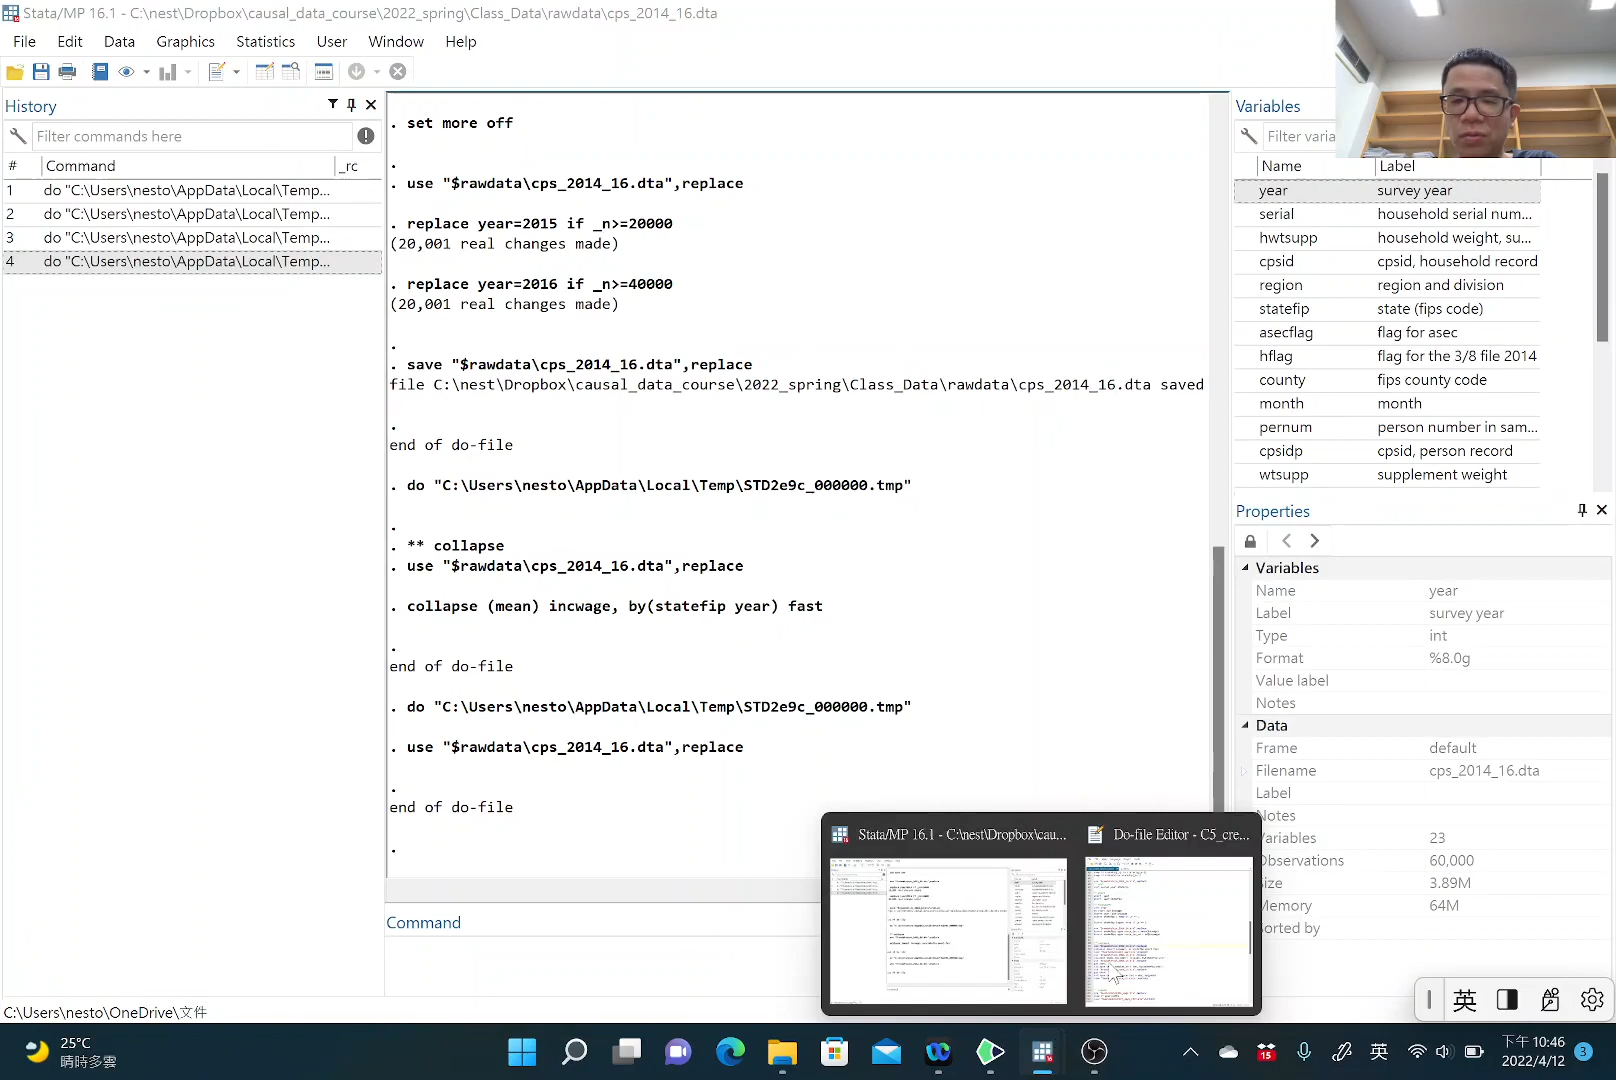 Stata/MP 16.1 - C:\nest\Dropbox\causal_data_course\2022_spring\Class_Data\rawdata\cps_2014_16.dta
File Edit Data Graphics Statistics User Window Help
History
Filter commands here
# Command _rc
1 do "C:\Users\nesto\AppData\Local\Temp...
2 do "C:\Users\nesto\AppData\Local\Temp...
3 do "C:\Users\nesto\AppData\Local\Temp...
4 do "C:\Users\nesto\AppData\Local\Temp...
. set more off
.
. use "$rawdata\cps_2014_16.dta",replace
. replace year=2015 if _n>=20000
(20,001 real changes made)
. replace year=2016 if _n>=40000
(20,001 real changes made)
.
. save "$rawdata\cps_2014_16.dta",replace
file C:\nest\Dropbox\causal_data_course\2022_spring\Class_Data\rawdata\cps_2014_16.dta saved
.
end of do-file
. do "C:\Users\nesto\AppData\Local\Temp\STD2e9c_000000.tmp"
.
. ** collapse
. use "$rawdata\cps_2014_16.dta",replace
. collapse (mean) incwage, by(statefip year) fast
.
end of do-file
. do "C:\Users\nesto\AppData\Local\Temp\STD2e9c_000000.tmp"
. use "$rawdata\cps_2014_16.dta",replace
.
end of do-file
.
Command
Variables
Filter varia
Name Label
year survey year
serial household serial num...
hwtsupp household weight, su...
cpsid cpsid, household record
region region and division
statefip state (fips code)
asecflag flag for asec
hflag flag for the 3/8 file 2014
county fips county code
month month
pernum person number in sam...
cpsidp cpsid, person record
wtsupp supplement weight
Properties
Variables
Name year
Label survey year
Type int
Format %8.0g
Value label
Notes
Data
Frame default
Filename cps_2014_16.dta
Label
Notes
Variables 23
Observations 60,000
Size 3.89M
Memory 64M
Sorted by
Stata/MP 16.1 - C:\nest\Dropbox\cau...
Do-file Editor - C5_cre...
英
C:\Users\nesto\OneDrive\文件
25°C
晴時多雲
15
英
下午 10:46
2022/4/12
3